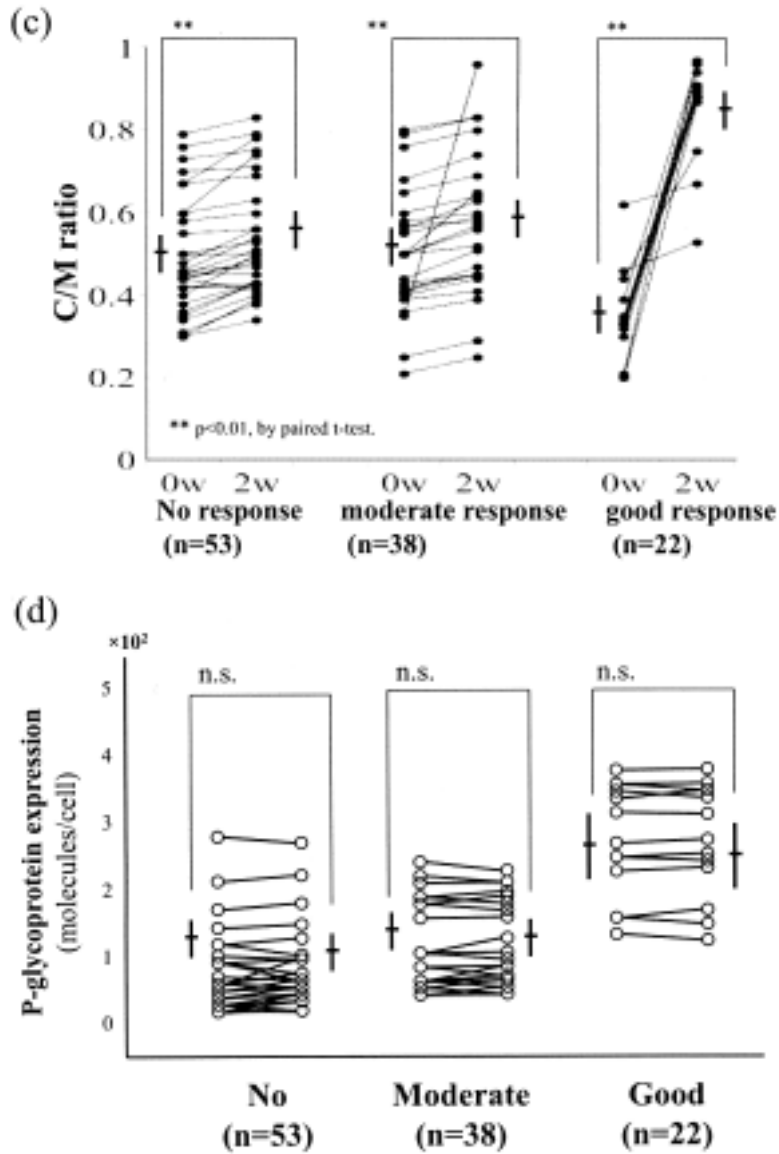 (c)
** ** **
1
0.8
0.6
0.4
0.2
0
C/M ratio
** p<0.01, by paired t-test.
0w 2w 0w 2w 0w 2w
No response moderate response good response
(n=53) (n=38) (n=22)
(d)
×10²
n.s. n.s. n.s.
5
4
3
2
1
0
P-glycoprotein expression
(molecules/cell)
No Moderate Good
(n=53) (n=38) (n=22)